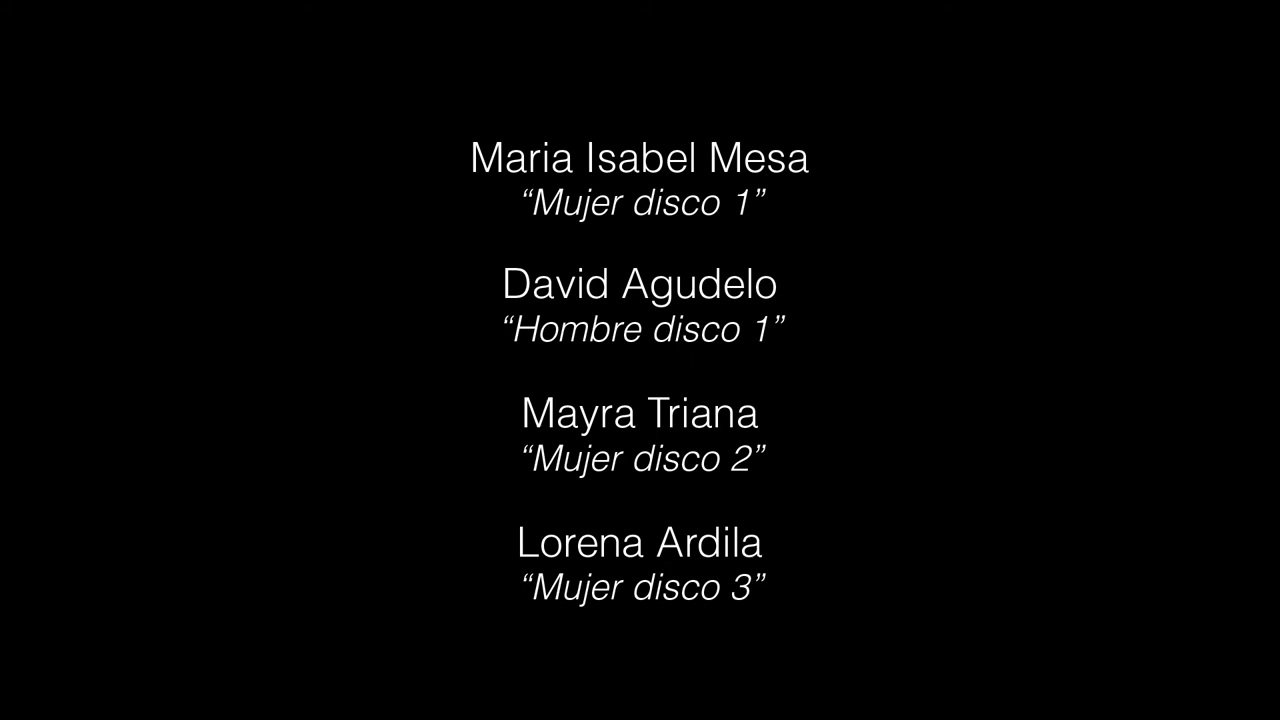 Maria Isabel Mesa
“Mujer disco 1”
David Agudelo
“Hombre disco 1”
Mayra Triana
“Mujer disco 2”
Lorena Ardila
“Mujer disco 3”